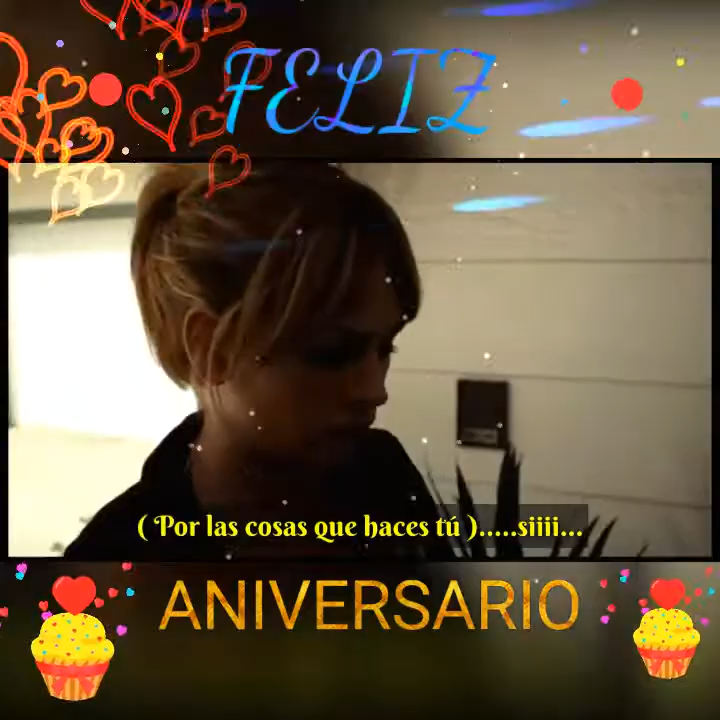 FELIZ
( Por las cosas que haces tú ).....siiii...
ANIVERSARIO